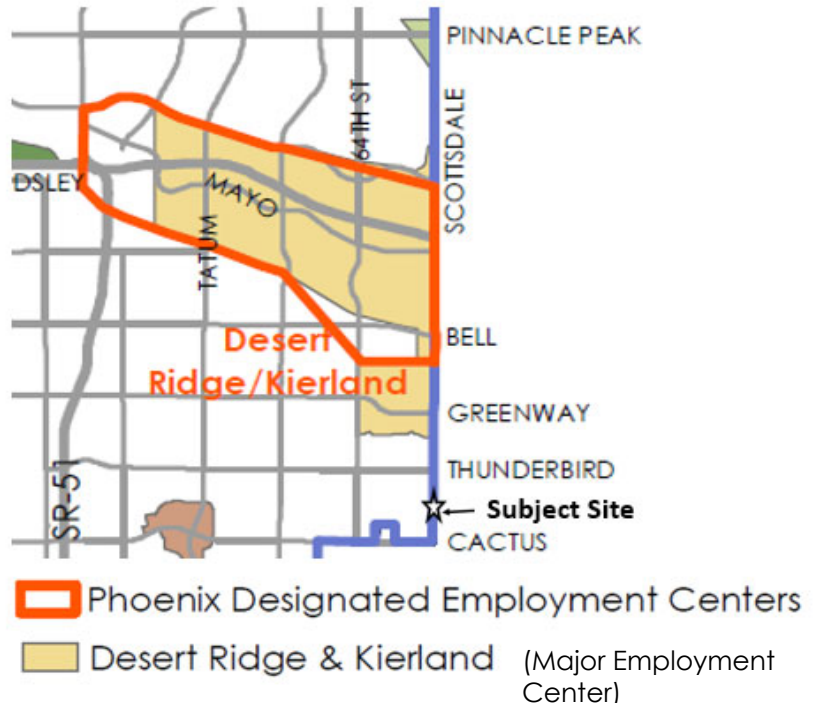 PINNACLE PEAK
64TH ST
SCOTTSDALE
DSLEY
MAYO
TATUM
BELL
Desert
Ridge/Kierland
GREENWAY
THUNDERBIRD
SR-51
Subject Site
CACTUS
Phoenix Designated Employment Centers
Desert Ridge & Kierland (Major Employment
Center)